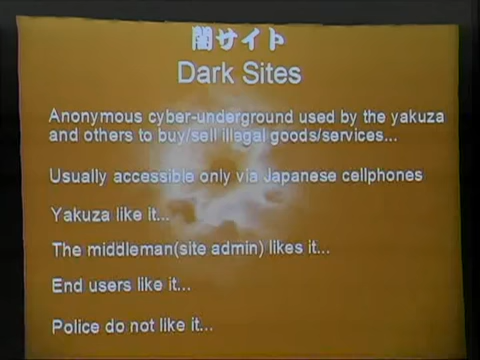 闇サイト
Dark Sites
Anonymous cyber-underground used by the yakuza
and others to buy/sell illegal goods/services...
Usually accessible only via Japanese cellphones
Yakuza like it...
The middleman(site admin) likes it...
End users like it...
Police do not like it...